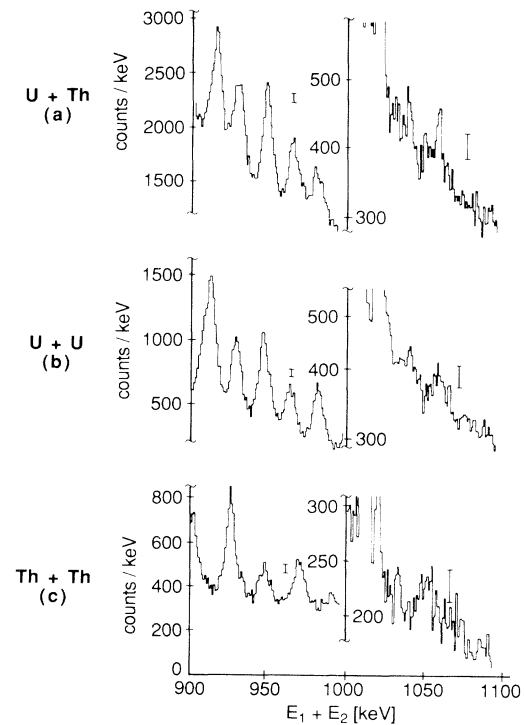 U + Th
(a)
counts / keV
3000
2500
2000
1500
500
400
300
U + U
(b)
counts / keV
1500
1000
500
500
400
300
Th + Th
(c)
counts / keV
800
600
400
200
0
300
250
200
900
950
1000
1050
1100
E₁ + E₂ [keV]